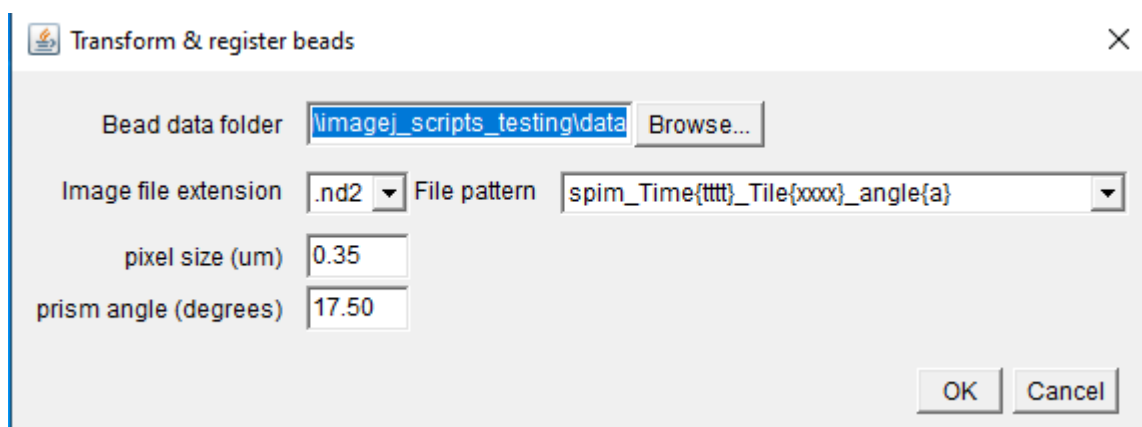 Transform & register beads
Bead data folder \imagej_scripts_testing\data Browse...
Image file extension .nd2 File pattern spim_Time{tttt}_Tile{xxxx}_angle{a}
pixel size (um) 0.35
prism angle (degrees) 17.50
OK Cancel